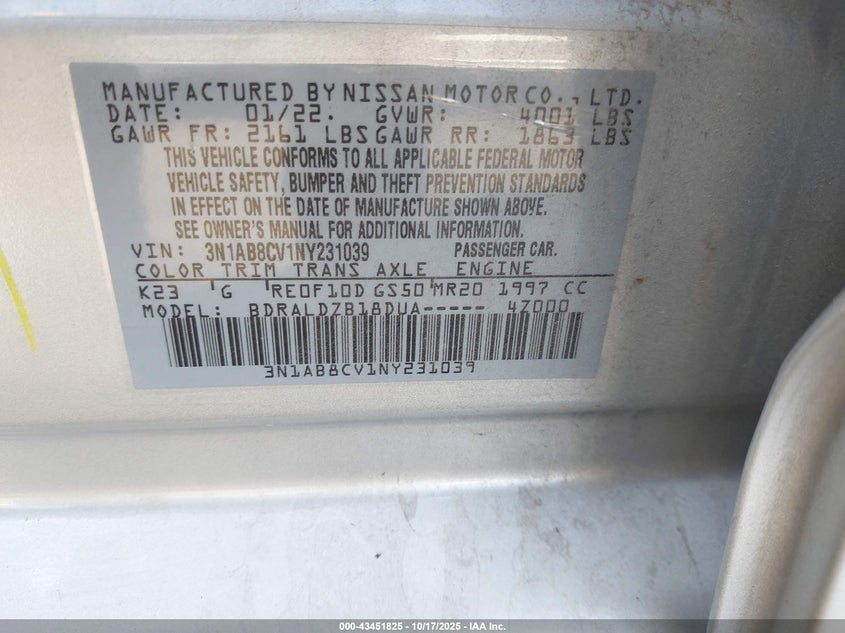 MANUFACTURED BY NISSAN MOTOR CO., LTD.
DATE: 01/22. GVWR: 4001 LBS
GAWR FR: 2161 LBS GAWR RR: 1863 LBS
THIS VEHICLE CONFORMS TO ALL APPLICABLE FEDERAL MOTOR
VEHICLE SAFETY, BUMPER AND THEFT PREVENTION STANDARDS
IN EFFECT ON THE DATE OF MANUFACTURE SHOWN ABOVE.
SEE OWNER'S MANUAL FOR ADDITIONAL INFORMATION.
VIN: 3N1AB8CV1NY231039 PASSENGER CAR.
COLOR TRIM TRANS AXLE ENGINE
K23 G RE0F10D GS50 MR20 1997 CC
MODEL: BDRALDZB18DUA----- 4Z000
3N1AB8CV1NY231039
000-43451825 - 10/17/2025 - IAA Inc.